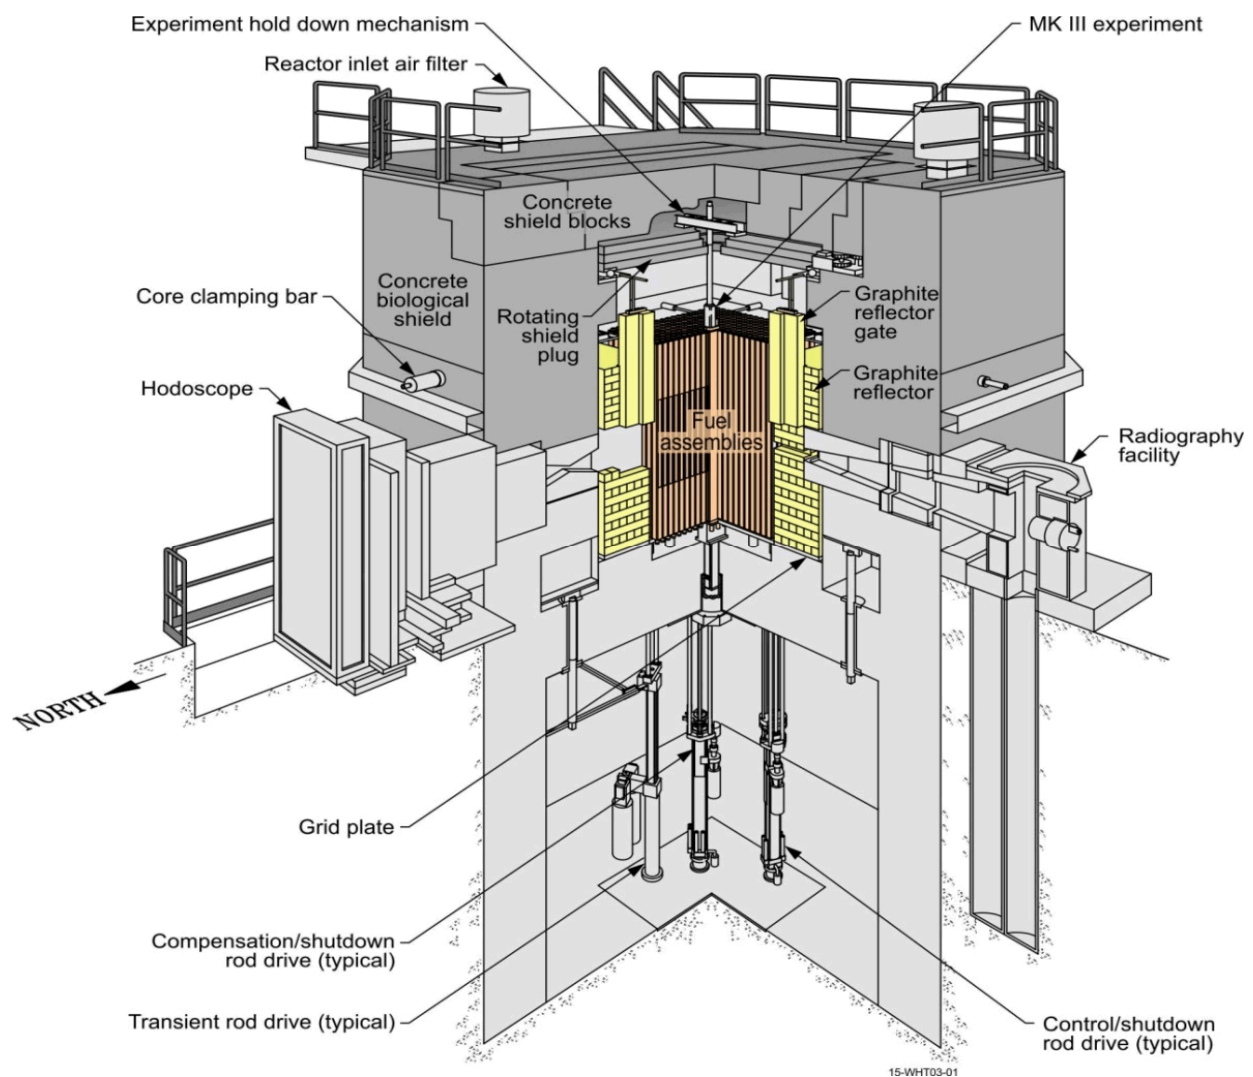 Experiment hold down mechanism
MK III experiment
Reactor inlet air filter
Concrete
shield blocks
Concrete
biological
shield
Core clamping bar
Rotating
shield
plug
Graphite
reflector
gate
Graphite
reflector
Hodoscope
Fuel
assemblies
Radiography
facility
NORTH
Grid plate
Compensation/shutdown
rod drive (typical)
Transient rod drive (typical)
Control/shutdown
rod drive (typical)
15-WHT03-01